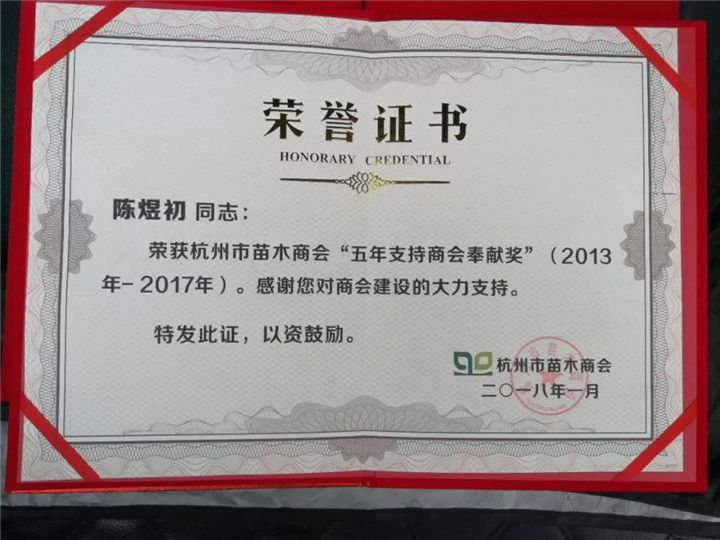 荣誉证书
HONORARY CREDENTIAL
陈煜初 同志：
荣获杭州市苗木商会“五年支持商会奉献奖”（2013
年- 2017年）。感谢您对商会建设的大力支持。
特发此证，以资鼓励。
杭州市苗木商会
二〇一八年一月